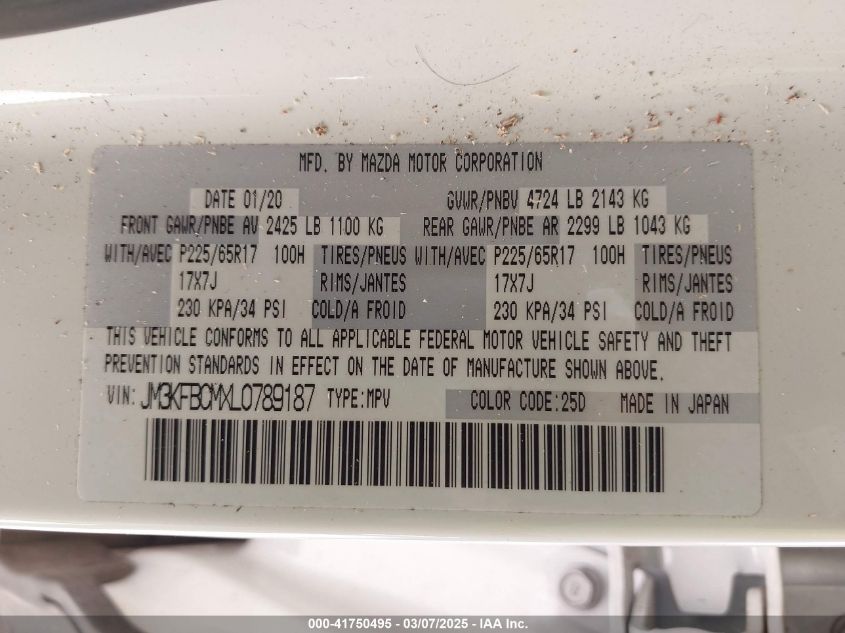 MFD. BY MAZDA MOTOR CORPORATION
DATE 01/20 GVWR/PNBV 4724 LB 2143 KG
FRONT GAWR/PNBE AV 2425 LB 1100 KG REAR GAWR/PNBE AR 2299 LB 1043 KG
WITH/AVEC P225/65R17 100H TIRES/PNEUS WITH/AVEC P225/65R17 100H TIRES/PNEUS
17X7J RIMS/JANTES 17X7J RIMS/JANTES
230 KPA/34 PSI COLD/A FROID 230 KPA/34 PSI COLD/A FROID
THIS VEHICLE CONFORMS TO ALL APPLICABLE FEDERAL MOTOR VEHICLE SAFETY AND THEFT
PREVENTION STANDARDS IN EFFECT ON THE DATE OF MANUFACTURE SHOWN ABOVE.
VIN: JM3KFBCMXL0789187 TYPE:MPV COLOR CODE:25D MADE IN JAPAN
000-41750495 - 03/07/2025 - IAA Inc.